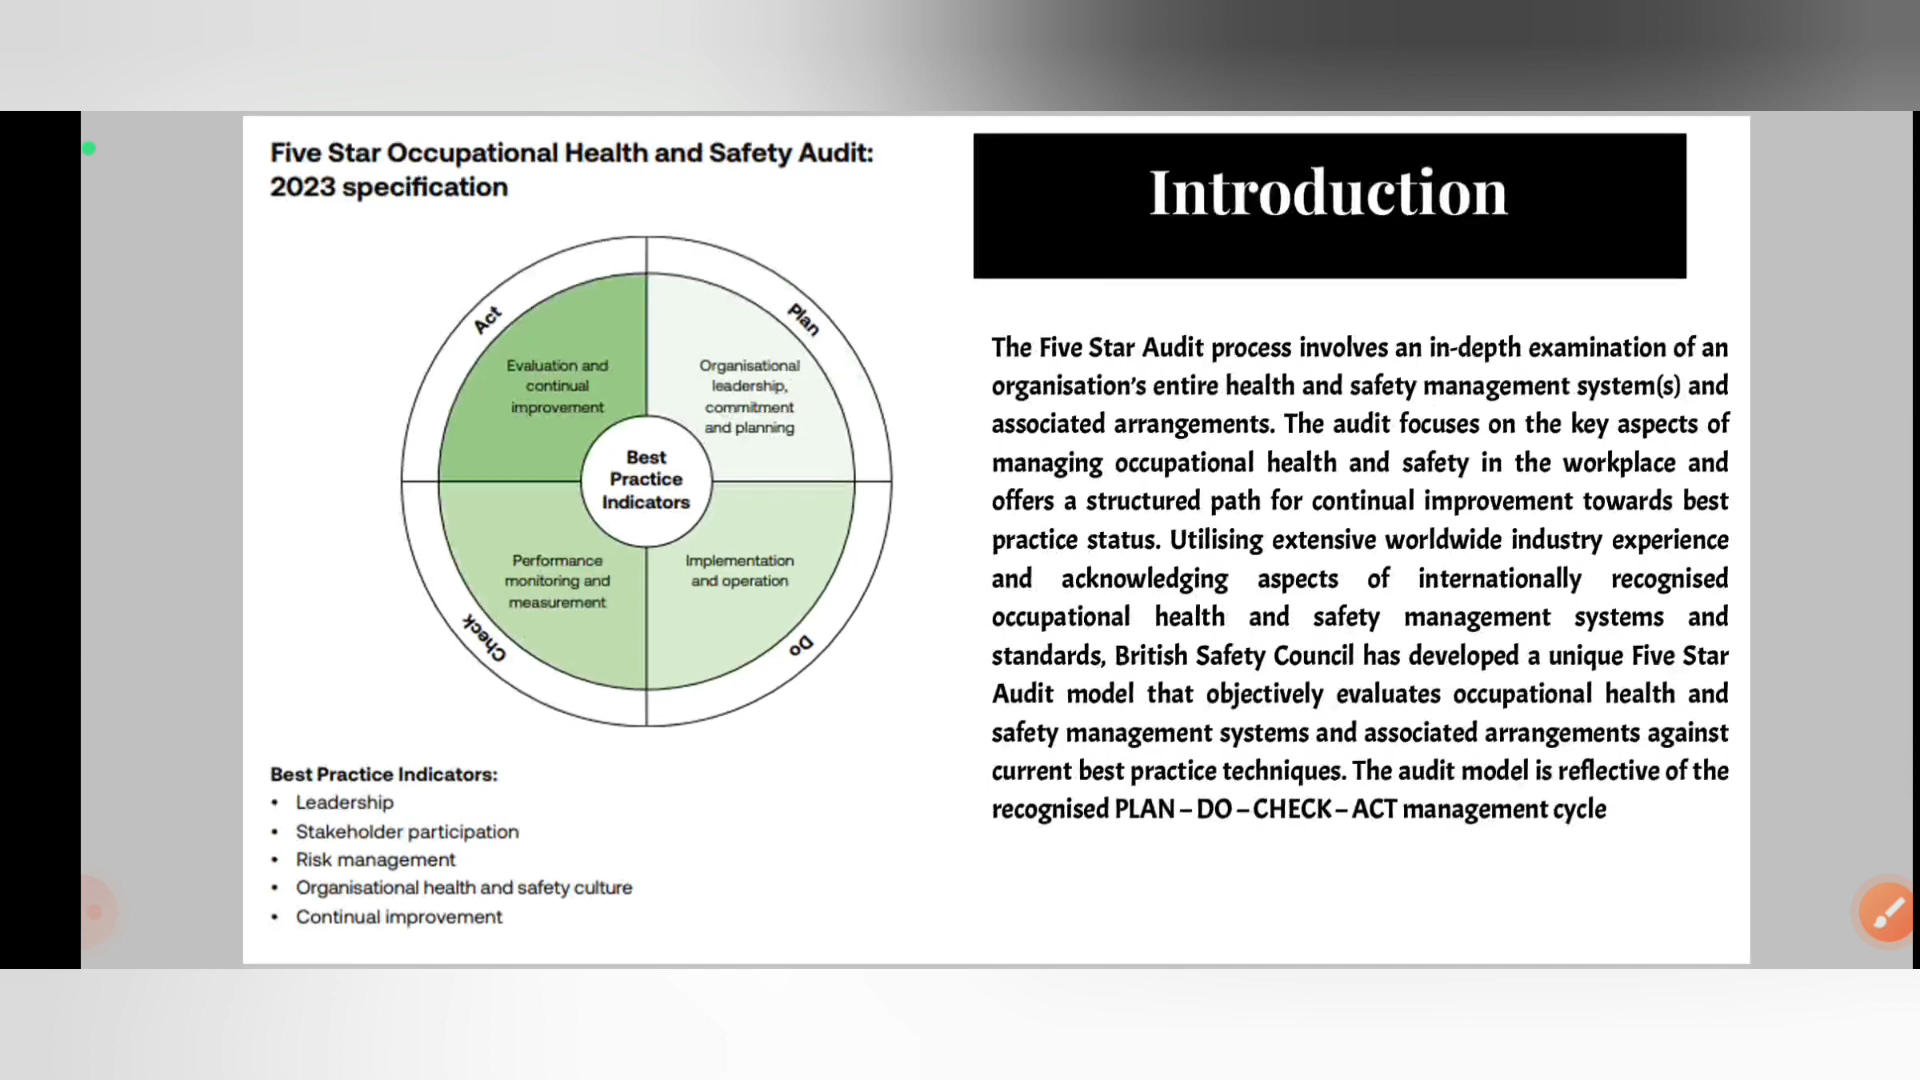 Five Star Occupational Health and Safety Audit:
2023 specification
Act
Plan
Evaluation and
continual
improvement
Organisational
leadership,
commitment
and planning
Best
Practice
Indicators
Performance
monitoring and
measurement
Implementation
and operation
Check
Do
Best Practice Indicators:
• Leadership
• Stakeholder participation
• Risk management
• Organisational health and safety culture
• Continual improvement
Introduction
The Five Star Audit process involves an in-depth examination of an
organisation's entire health and safety management system(s) and
associated arrangements. The audit focuses on the key aspects of
managing occupational health and safety in the workplace and
offers a structured path for continual improvement towards best
practice status. Utilising extensive worldwide industry experience
and acknowledging aspects of internationally recognised
occupational health and safety management systems and
standards, British Safety Council has developed a unique Five Star
Audit model that objectively evaluates occupational health and
safety management systems and associated arrangements against
current best practice techniques. The audit model is reflective of the
recognised PLAN – DO – CHECK – ACT management cycle